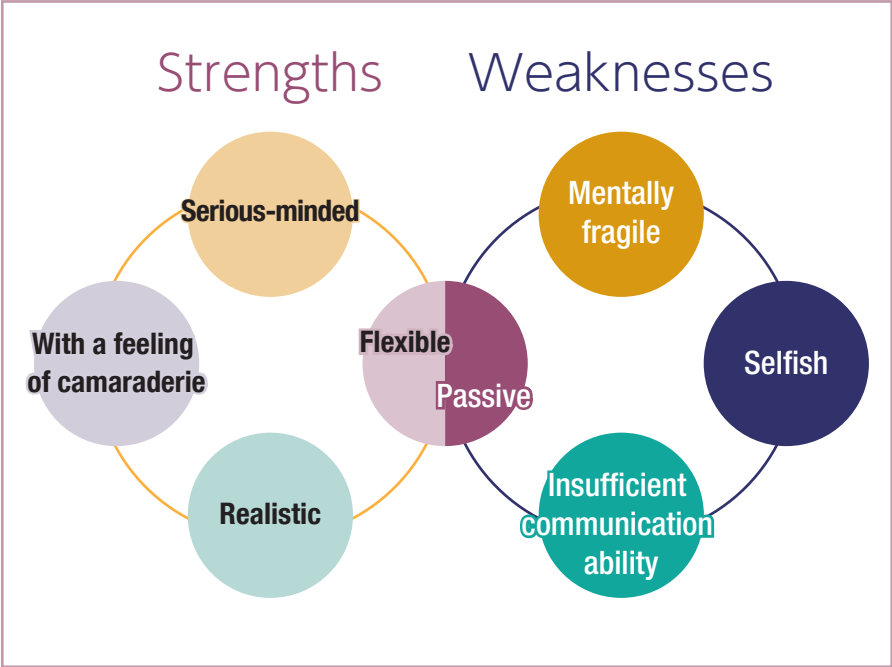 Strengths
Weaknesses
Serious-minded
With a feeling
of camaraderie
Flexible
Realistic
Mentally
fragile
Passive
Selfish
Insufficient
communication
ability